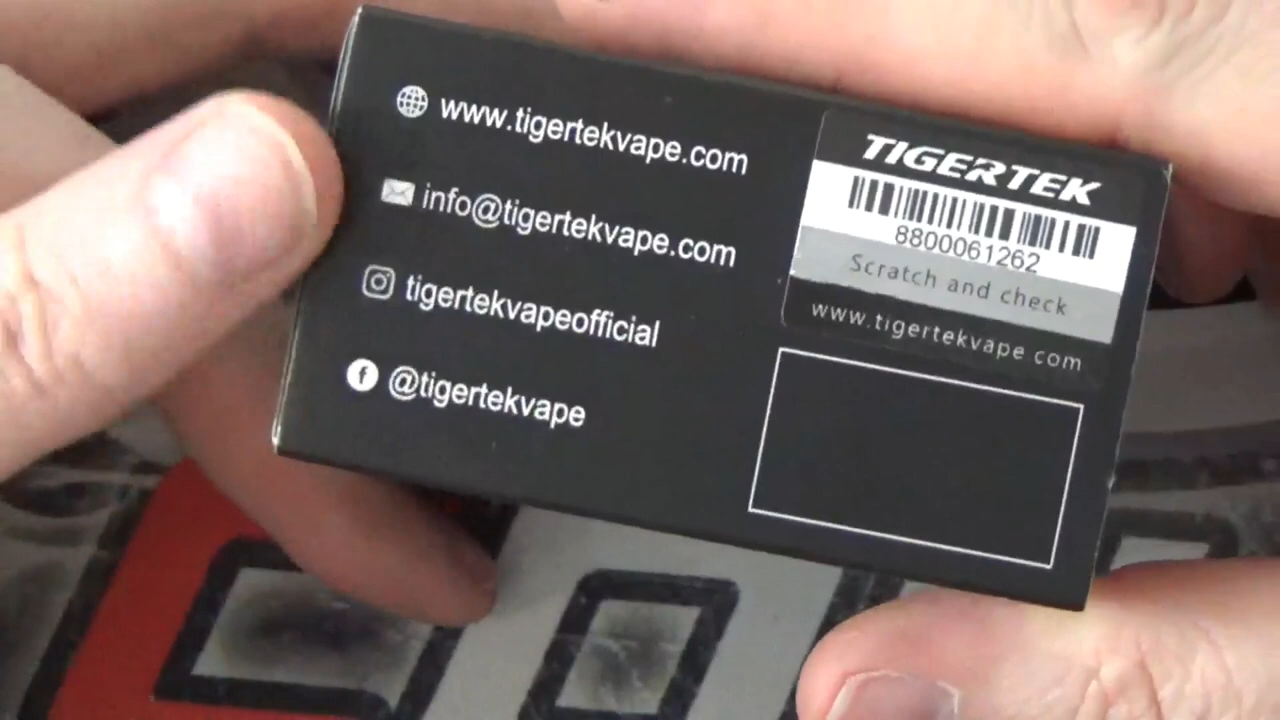 www.tigertekvape.com
info@tigertekvape.com
tigertekvapeofficial
@tigertekvape
TIGERTEK
8800061262
Scratch and check
www.tigertekvape com